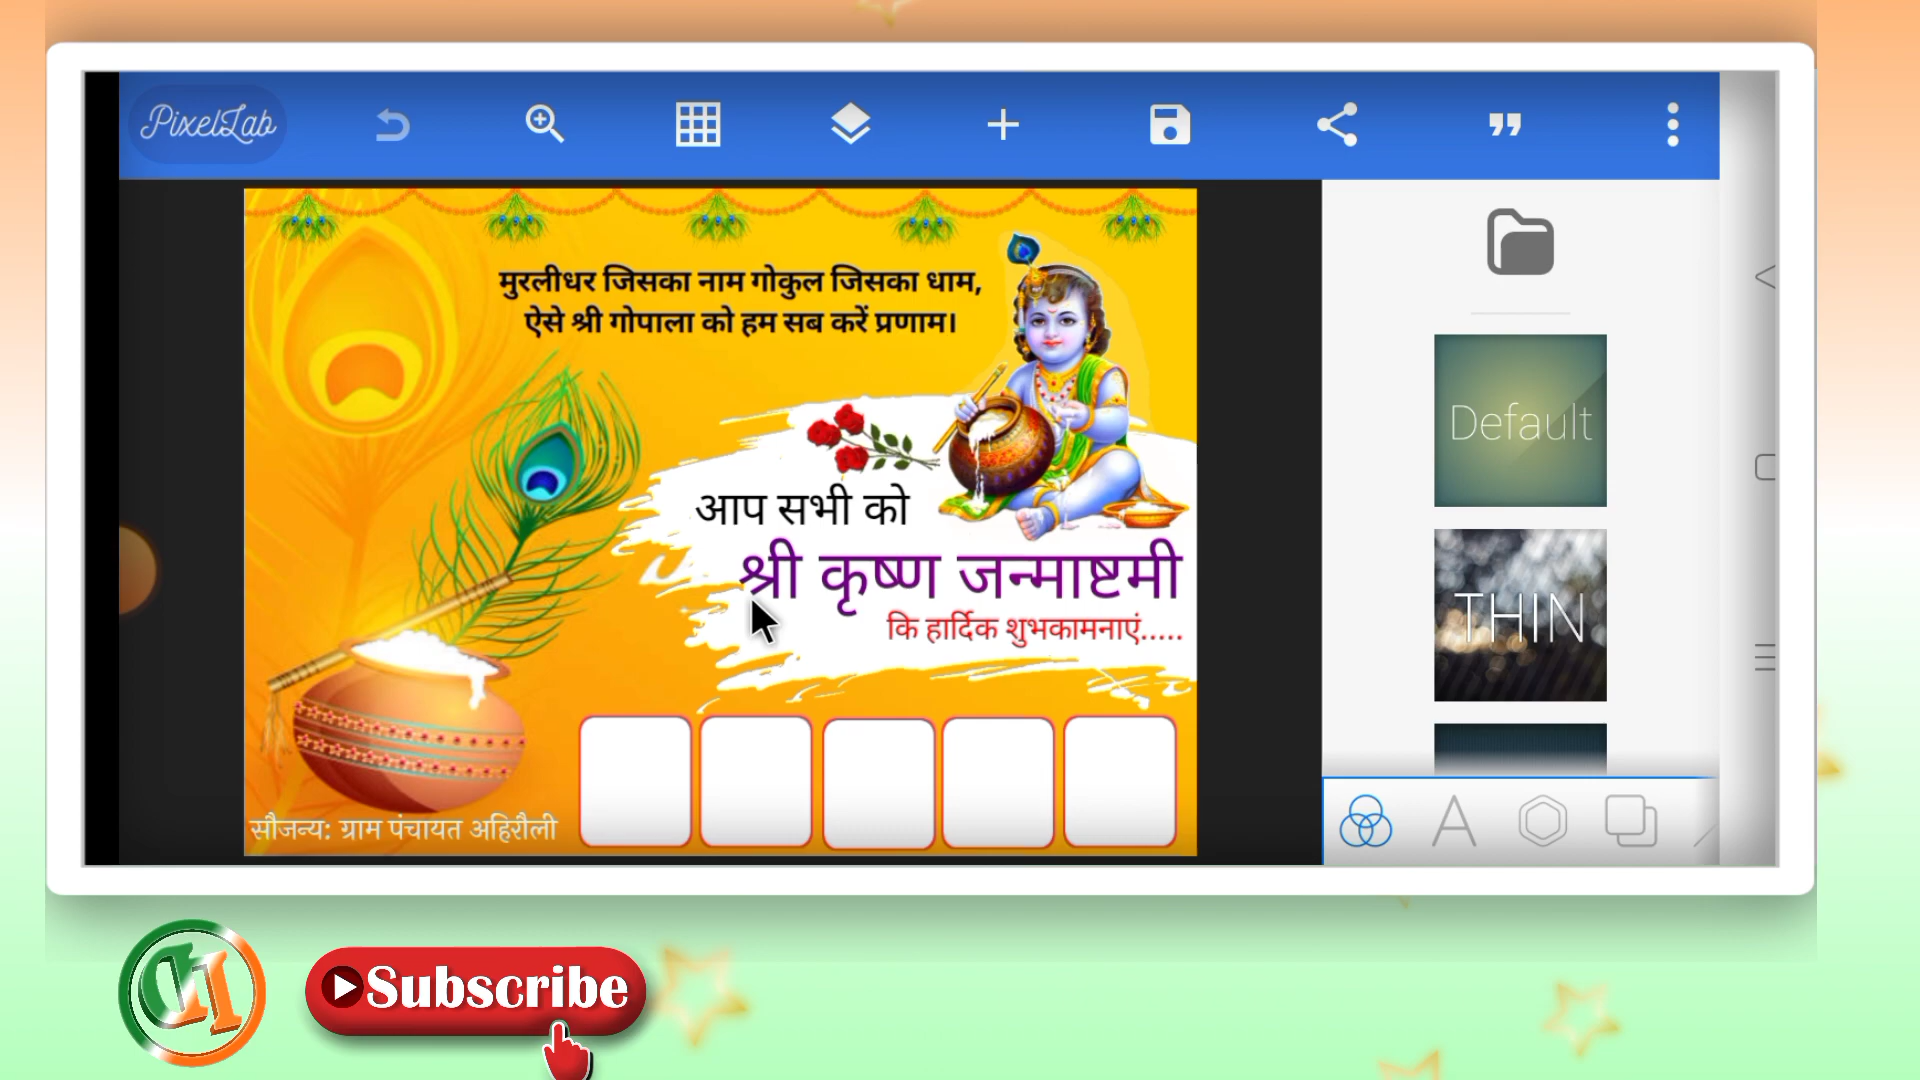 PixelLab
मुरलीधर जिसका नाम गोकुल जिसका धाम,
ऐसे श्री गोपाला को हम सब करें प्रणाम।
आप सभी को
श्री कृष्ण जन्माष्टमी
कि हार्दिक शुभकामनाएं.....
सौजन्य: ग्राम पंचायत अहिरौली
Default
THIN
Subscribe